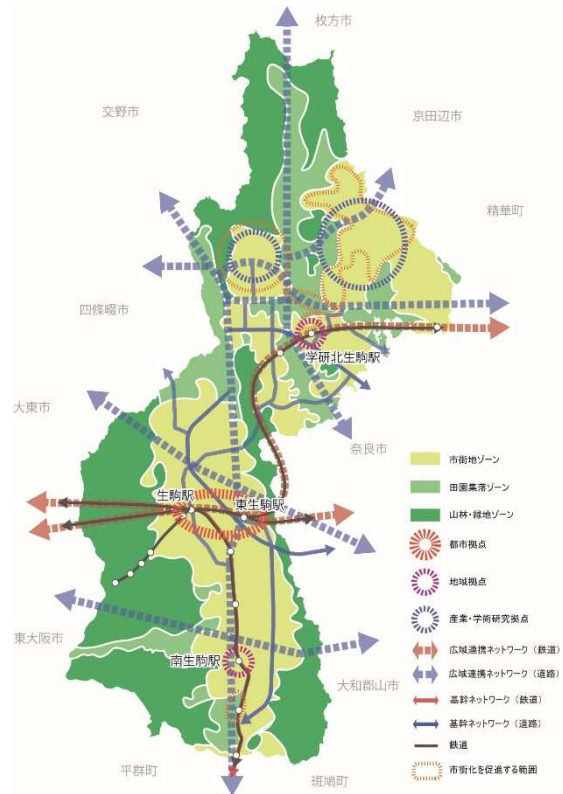 枚方市
交野市
京田辺市
精華町
四條畷市
学研北生駒駅
大東市
奈良市
生駒駅
東生駒駅
東大阪市
南生駒駅
大和郡山市
平群町
斑鳩町
市街地ゾーン
田園集落ゾーン
山林・緑地ゾーン
都市拠点
地域拠点
産業・学術研究拠点
広域連携ネットワーク（鉄道）
広域連携ネットワーク（道路）
基幹ネットワーク（鉄道）
基幹ネットワーク（道路）
鉄道
市街化を促進する範囲